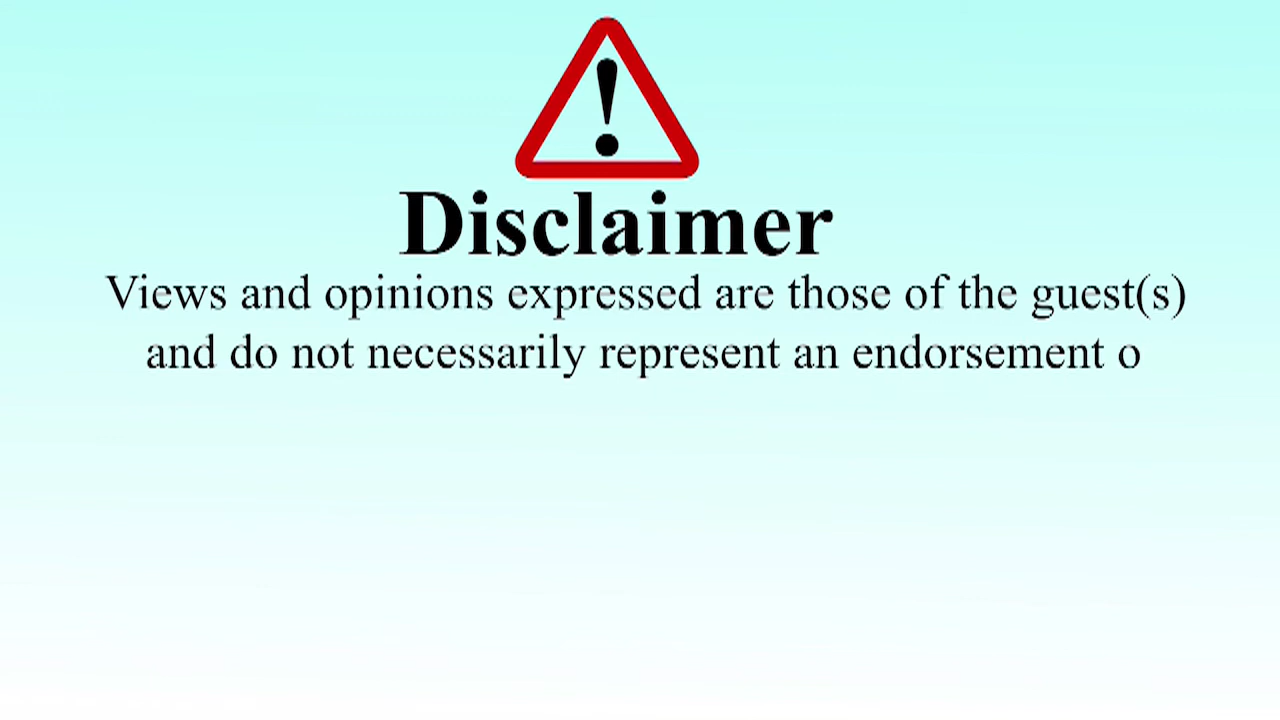 Disclaimer
Views and opinions expressed are those of the guest(s)
and do not necessarily represent an endorsement o